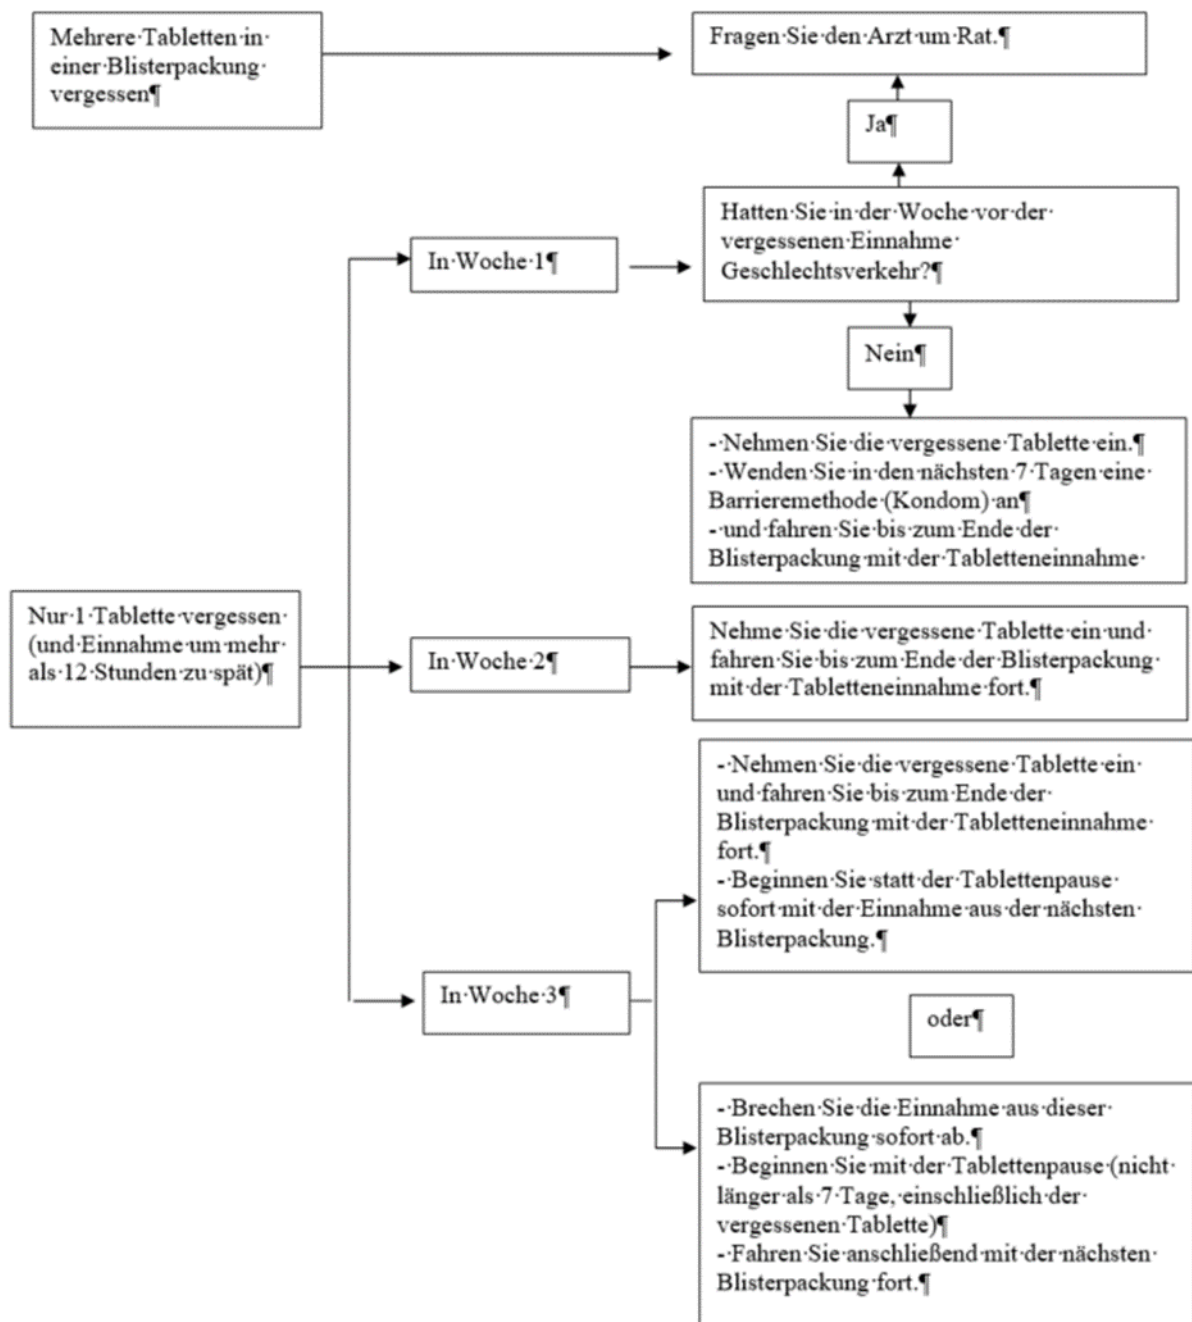 Mehrere·Tabletten·in·
einer·Blisterpackung·
vergessen¶
Fragen·Sie·den·Arzt·um·Rat.¶
Ja¶
Hatten·Sie·in·der·Woche·vor·der·
vergessenen·Einnahme·
Geschlechtsverkehr?¶
In·Woche·1¶
Nein¶
-·Nehmen·Sie·die·vergessene·Tablette·ein.¶
-·Wenden·Sie·in·den·nächsten·7·Tagen·eine·
Barrieremethode·(Kondom)·an¶
-·und·fahren·Sie·bis·zum·Ende·der·
Blisterpackung·mit·der·Tabletteneinnahme·
Nur·1·Tablette·vergessen·
(und·Einnahme·um·mehr·
als·12·Stunden·zu·spät)¶
In·Woche·2¶
Nehme·Sie·die·vergessene·Tablette·ein·und·
fahren·Sie·bis·zum·Ende·der·Blisterpackung·
mit·der·Tabletteneinnahme·fort.¶
-·Nehmen·Sie·die·vergessene·Tablette·ein·
und·fahren·Sie·bis·zum·Ende·der·
Blisterpackung·mit·der·Tabletteneinnahme·
fort.¶
-·Beginnen·Sie·statt·der·Tablettenpause·
sofort·mit·der·Einnahme·aus·der·nächsten·
Blisterpackung.¶
In·Woche·3¶
oder¶
-·Brechen·Sie·die·Einnahme·aus·dieser·
Blisterpackung·sofort·ab.¶
-·Beginnen·Sie·mit·der·Tablettenpause·(nicht·
länger·als·7·Tage,·einschließlich·der·
vergessenen·Tablette)¶
-·Fahren·Sie·anschließend·mit·der·nächsten·
Blisterpackung·fort.¶